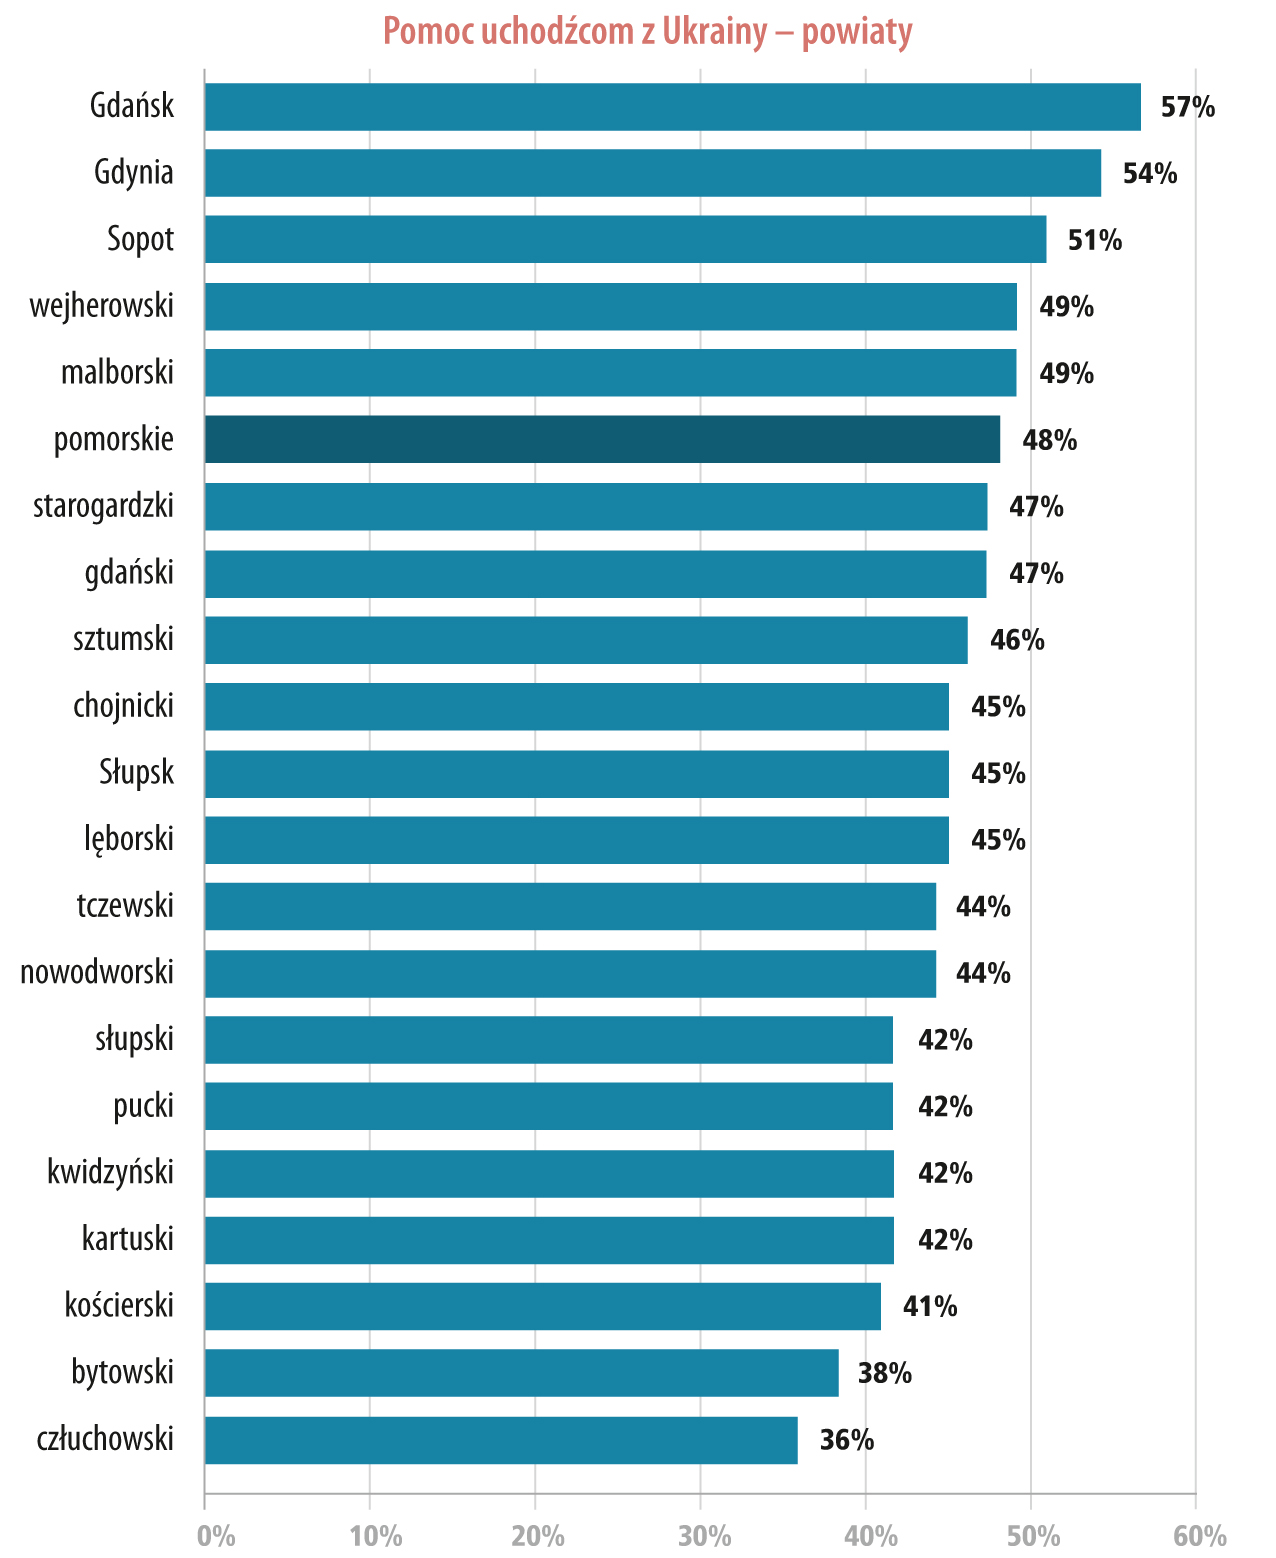 Pomoc uchodźcom z Ukrainy – powiaty
Gdańsk 57%
Gdynia 54%
Sopot 51%
wejherowski 49%
malborski 49%
pomorskie 48%
starogardzki 47%
gdański 47%
sztumski 46%
chojnicki 45%
Słupsk 45%
lęborski 45%
tczewski 44%
nowodworski 44%
słupski 42%
pucki 42%
kwidzyński 42%
kartuski 42%
kościerski 41%
bytowski 38%
człuchowski 36%
0% 10% 20% 30% 40% 50% 60%